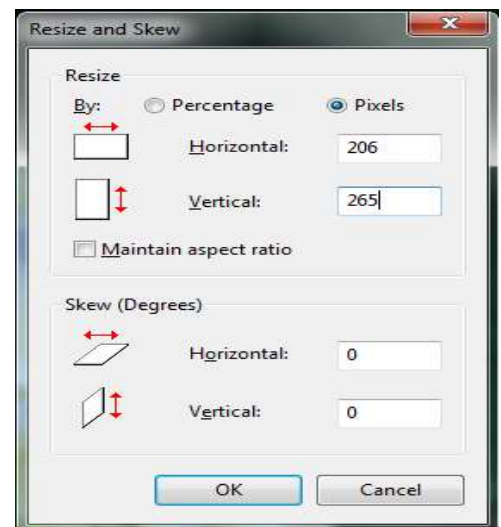 Resize and Skew
Resize
By: Percentage Pixels
Horizontal: 206
Vertical: 265
Maintain aspect ratio
Skew (Degrees)
Horizontal: 0
Vertical: 0
OK Cancel